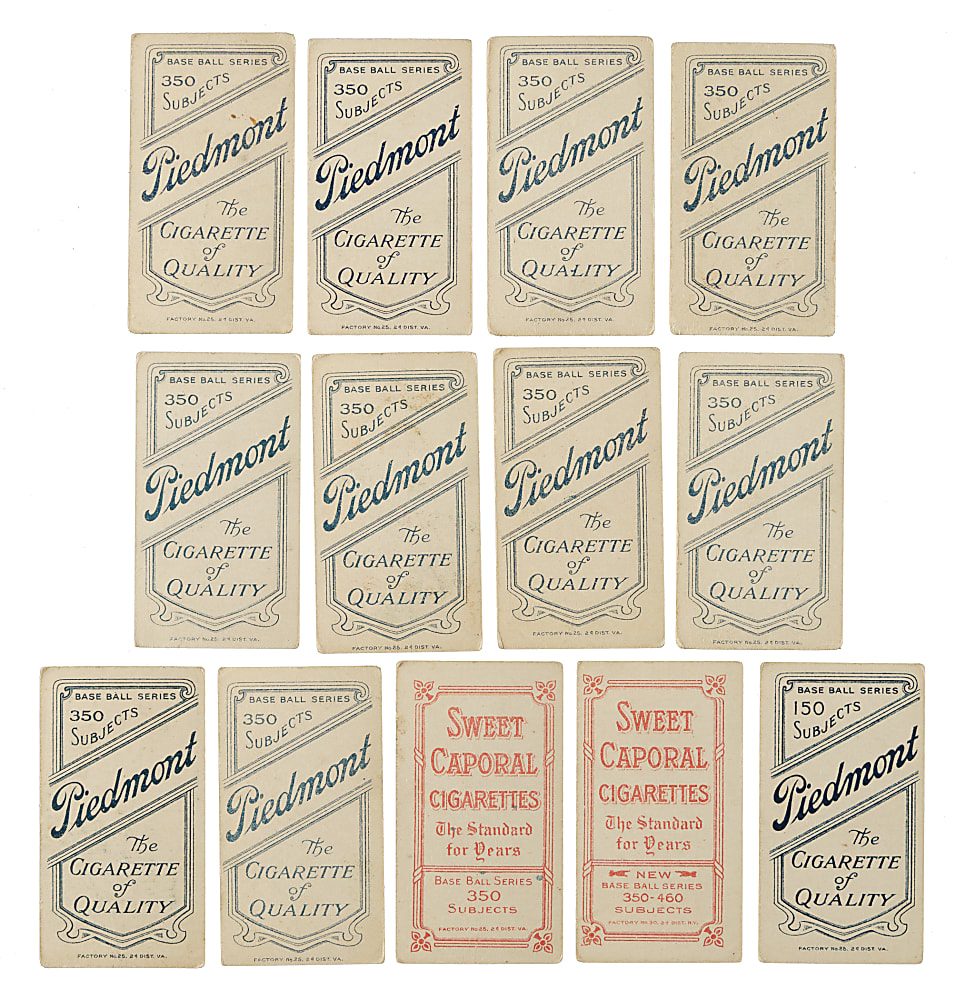 BASE BALL SERIES
350
SUBJECTS
Piedmont
The
CIGARETTE
of
QUALITY
FACTORY No 25, 2d DIST. VA.
BASE BALL SERIES
350
SUBJECTS
Piedmont
The
CIGARETTE
of
QUALITY
FACTORY No 25, 2d DIST. VA.
BASE BALL SERIES
350
SUBJECTS
Piedmont
The
CIGARETTE
of
QUALITY
FACTORY No 25, 2d DIST. VA.
BASE BALL SERIES
350
SUBJECTS
Piedmont
The
CIGARETTE
of
QUALITY
FACTORY No 25, 2d DIST. VA.
BASE BALL SERIES
350
SUBJECTS
Piedmont
The
CIGARETTE
of
QUALITY
FACTORY No 25, 2d DIST. VA.
BASE BALL SERIES
350
SUBJECTS
Piedmont
The
CIGARETTE
of
QUALITY
FACTORY No 25, 2d DIST. VA.
BASE BALL SERIES
350
SUBJECTS
Piedmont
The
CIGARETTE
of
QUALITY
FACTORY No 25, 2d DIST. VA.
BASE BALL SERIES
350
SUBJECTS
Piedmont
The
CIGARETTE
of
QUALITY
FACTORY No 25, 2d DIST. VA.
BASE BALL SERIES
350
SUBJECTS
Piedmont
The
CIGARETTE
of
QUALITY
FACTORY No 25, 2d DIST. VA.
BASE BALL SERIES
350
SUBJECTS
Piedmont
The
CIGARETTE
of
QUALITY
FACTORY No 25, 2d DIST. VA.
SWEET
CAPORAL
CIGARETTES
The Standard
for Years
BASE BALL SERIES
350
SUBJECTS
FACTORY No 25, 2d DIST. VA.
SWEET
CAPORAL
CIGARETTES
The Standard
for Years
NEW
BASE BALL SERIES
350-460
SUBJECTS
FACTORY No 30, 2d DIST. N.Y.
BASE BALL SERIES
150
SUBJECTS
Piedmont
The
CIGARETTE
of
QUALITY
FACTORY No 25, 2d DIST. VA.